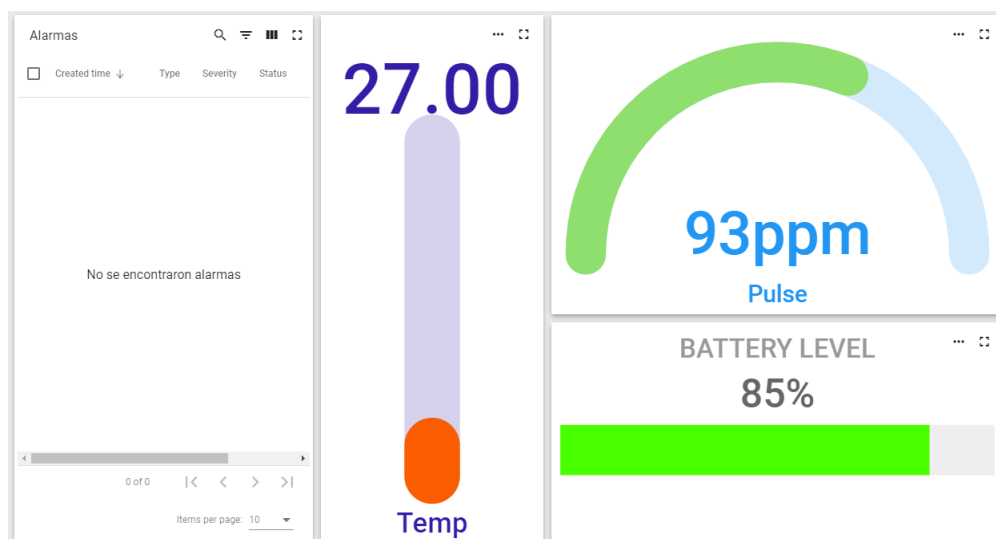 Alarmas
Created time Type Severity Status
No se encontraron alarmas
0 of 0
Items per page: 10
27.00
Temp
93ppm
Pulse
BATTERY LEVEL
85%